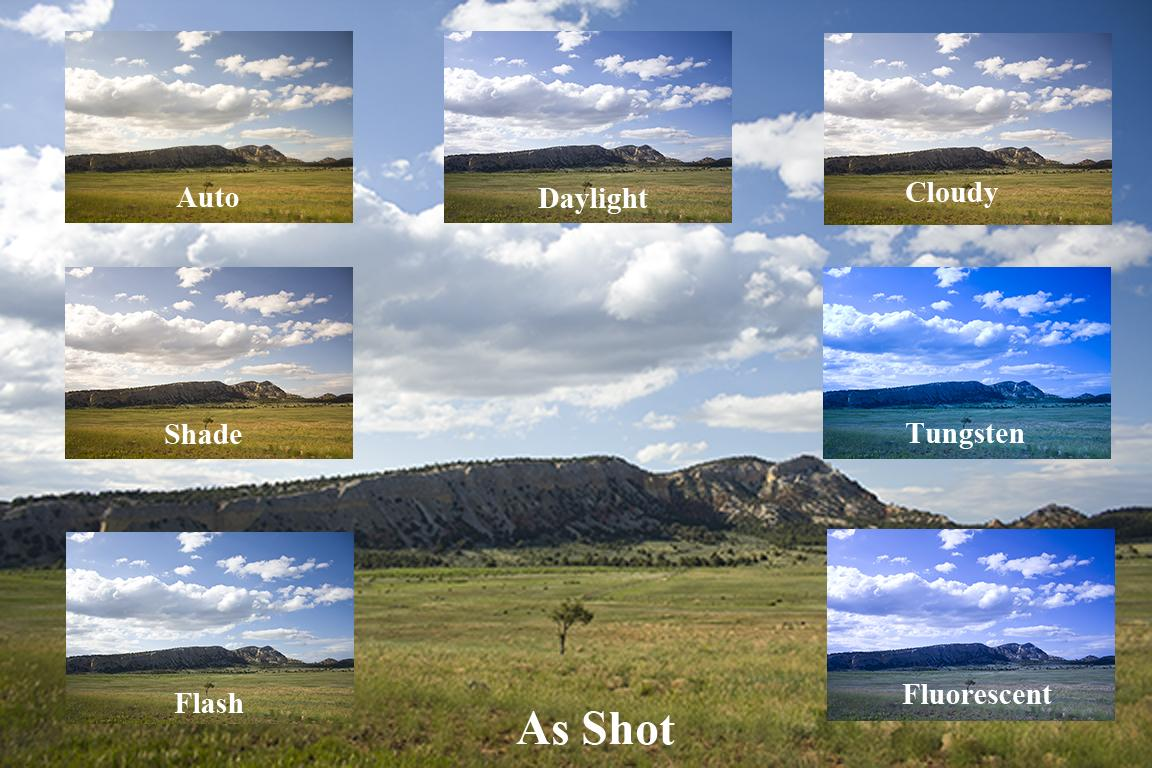 Auto
Daylight
Cloudy
Shade
Tungsten
Flash
Fluorescent
As Shot